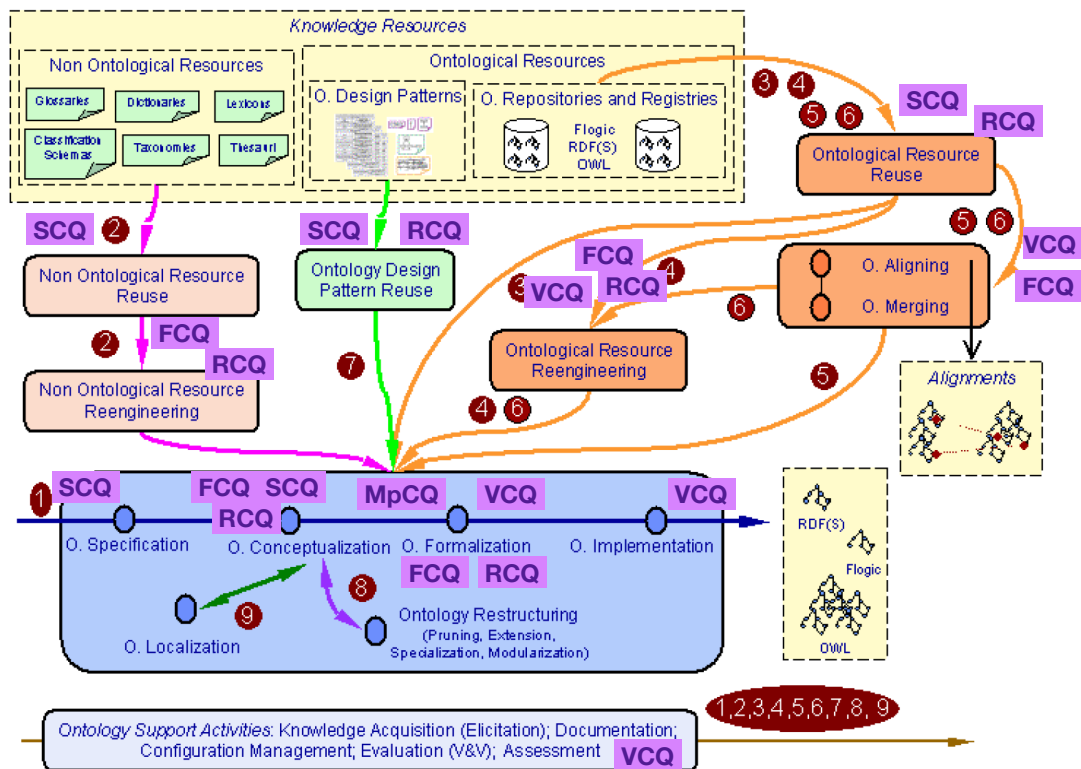 Knowledge Resources
Non Ontological Resources
Glossaries
Dictionaries
Lexicons
Classification
Schemas
Taxonomies
Thesauri
Ontological Resources
O. Design Patterns
O. Repositories and Registries
Flogic
RDF(S)
OWL
3 4
5 6
SCQ
RCQ
Ontological Resource
Reuse
5 6
VCQ
FCQ
SCQ 2
Non Ontological Resource
Reuse
2 FCQ
RCQ
Non Ontological Resource
Reengineering
SCQ RCQ
Ontology Design
Pattern Reuse
7
3
FCQ
4
VCQ RCQ
Ontological Resource
Reengineering
4 6
O. Aligning
O. Merging
6
5
Alignments
1 SCQ
FCQ SCQ
RCQ
MpCQ VCQ
VCQ
O. Specification
O. Conceptualization
O. Formalization
O. Implementation
FCQ RCQ
9
8
O. Localization
Ontology Restructuring
(Pruning, Extension,
Specialization, Modularization)
RDF(S)
Flogic
OWL
1,2,3,4,5,6,7,8, 9
Ontology Support Activities: Knowledge Acquisition (Elicitation); Documentation;
Configuration Management; Evaluation (V&V); Assessment
VCQ